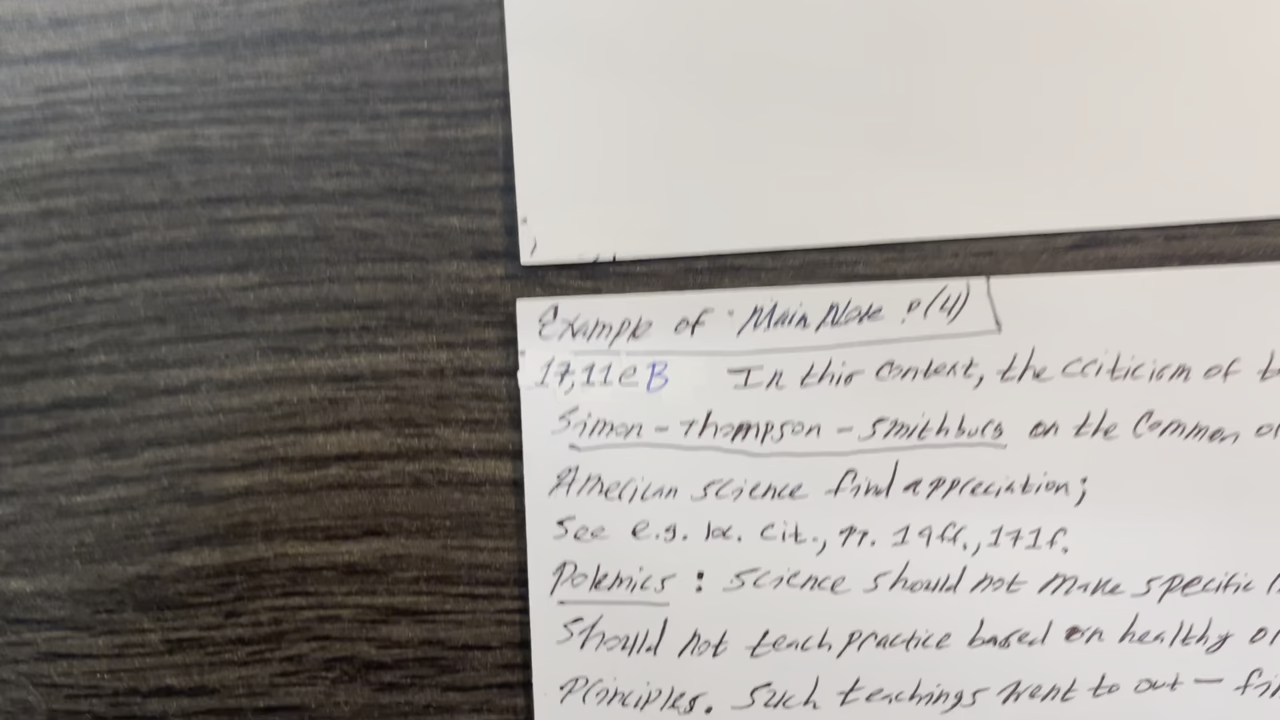 Example of "Main Note P(4)
17,11eB In this context, the criticism of
Simon-Thompson-Smithburg on the common
American science find appreciation;
See e.g. loc. cit., pp. 19ff., 171f.
Polemics: Science should not make specific
should not teach practice based on healthy
Principles. Such teachings went to out -